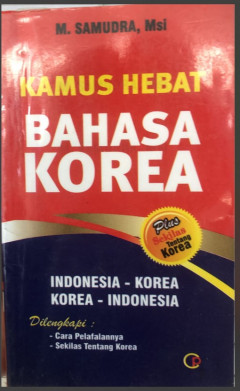 M. SAMUDRA, Msi
KAMUS HEBAT
BAHASA
KOREA
Plus
Sekilas
Tentang
Korea
INDONESIA - KOREA
KOREA - INDONESIA
Dilengkapi :
- Cara Pelafalannya
- Sekilas Tentang Korea